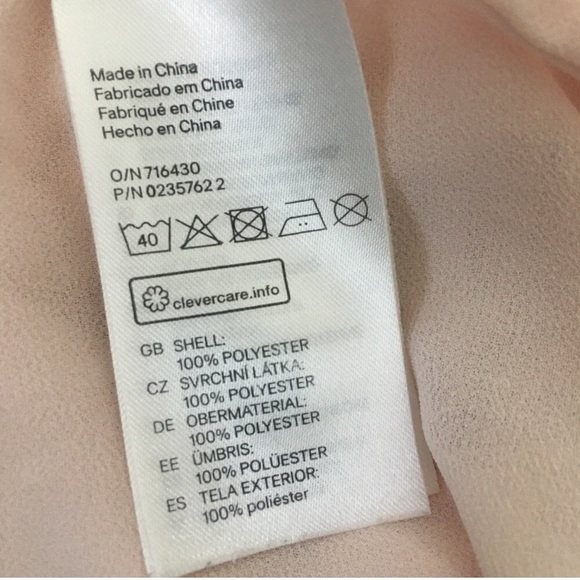 Made in China
Fabricado em China
Fabriqué en Chine
Hecho en China
O/N 716430
P/N 0235762 2
40
clevercare.info
GB SHELL:
100% POLYESTER
CZ SVRCHNÍ LÁTKA:
100% POLYESTER
DE OBERMATERIAL:
100% POLYESTER
EE ÜMBRIS:
100% POLÜESTER
ES TELA EXTERIOR:
100% poliéster